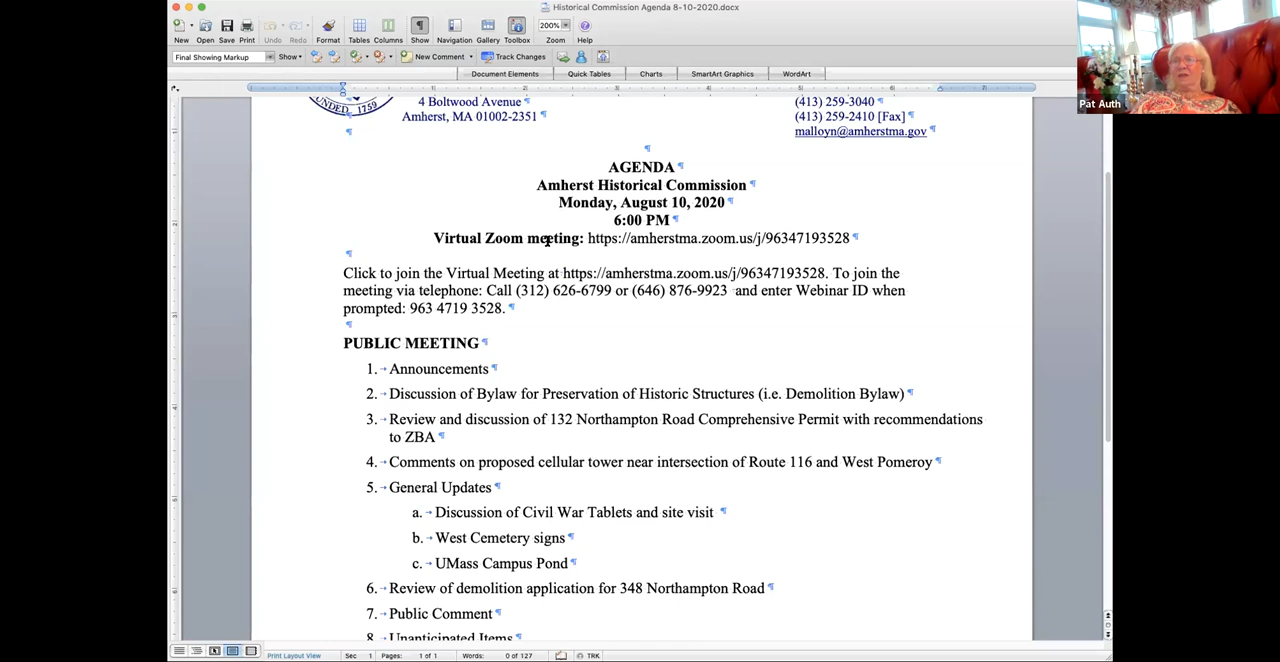 Historical Commission Agenda 8-10-2020.docx
200%
New Open Save Print Undo Redo Format Tables Columns Show Navigation Gallery Toolbox Zoom Help
Final Showing Markup Show New Comment Track Changes
Document Elements Quick Tables Charts SmartArt Graphics WordArt
UNDED 1759
4 Boltwood Avenue
Amherst, MA 01002-2351
(413) 259-3040
(413) 259-2410 [Fax]
malloyn@amherstma.gov
Pat Auth
AGENDA
Amherst Historical Commission
Monday, August 10, 2020
6:00 PM
Virtual Zoom meeting: https://amherstma.zoom.us/j/96347193528
Click to join the Virtual Meeting at https://amherstma.zoom.us/j/96347193528. To join the
meeting via telephone: Call (312) 626-6799 or (646) 876-9923 and enter Webinar ID when
prompted: 963 4719 3528.
PUBLIC MEETING
1. Announcements
2. Discussion of Bylaw for Preservation of Historic Structures (i.e. Demolition Bylaw)
3. Review and discussion of 132 Northampton Road Comprehensive Permit with recommendations
to ZBA
4. Comments on proposed cellular tower near intersection of Route 116 and West Pomeroy
5. General Updates
a. Discussion of Civil War Tablets and site visit
b. West Cemetery signs
c. UMass Campus Pond
6. Review of demolition application for 348 Northampton Road
7. Public Comment
8. Unanticipated Items
Print Layout View Sec 1 Pages: 1 of 1 Words: 0 of 127 TRK